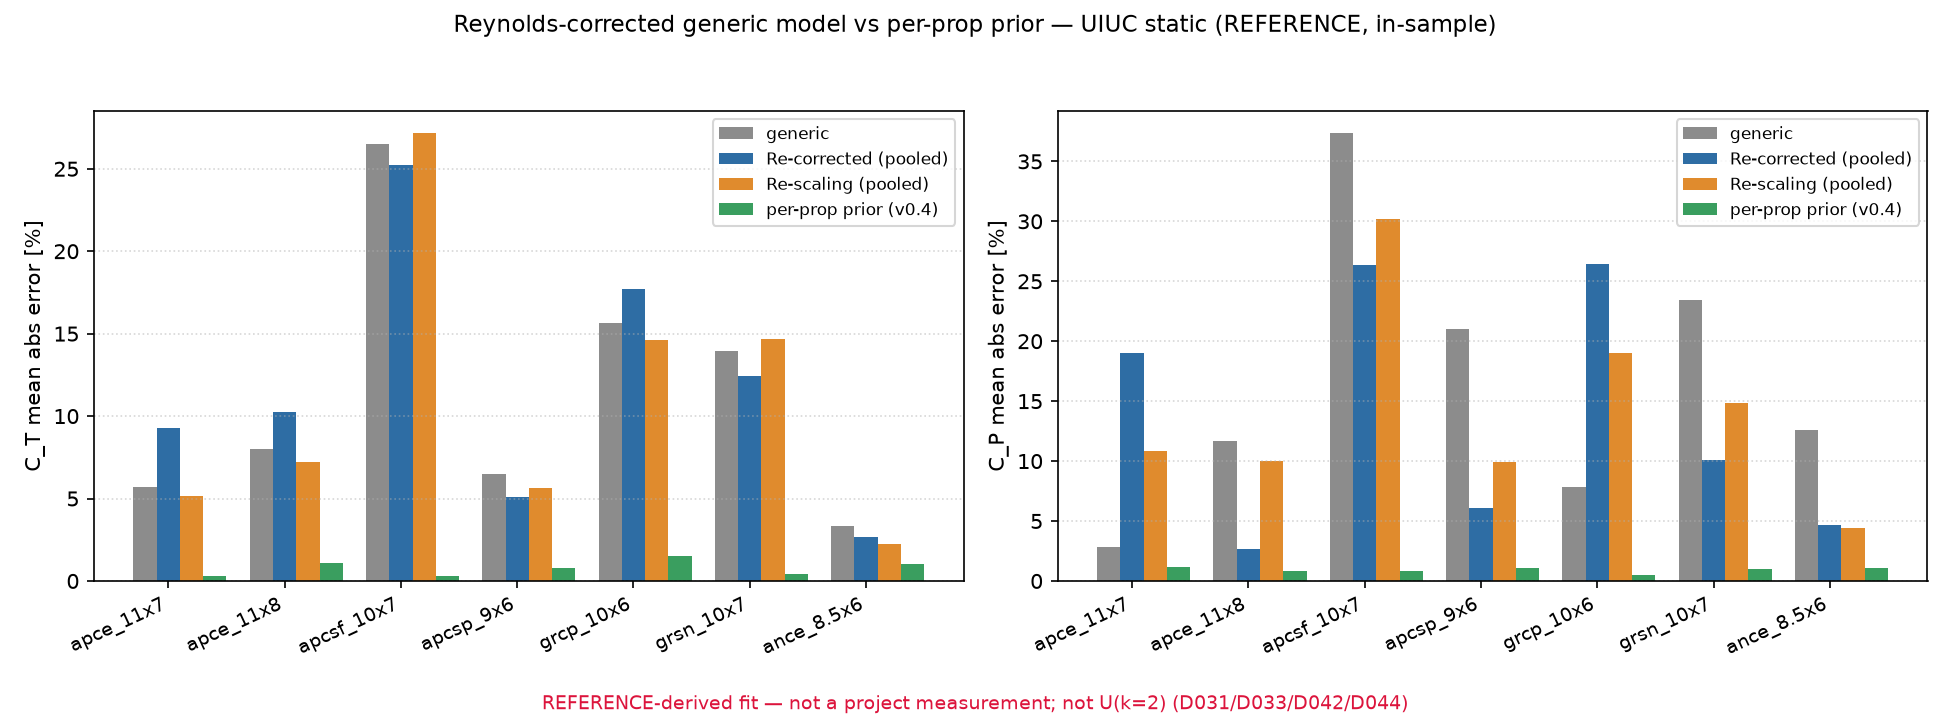 Reynolds-corrected generic model vs per-prop prior — UIUC static (REFERENCE, in-sample)
C_T mean abs error [%]
25
20
15
10
5
0
generic
Re-corrected (pooled)
Re-scaling (pooled)
per-prop prior (v0.4)
apce_11x7
apce_11x8
apcsf_10x7
apcsp_9x6
grcp_10x6
grsn_10x7
ance_8.5x6
C_P mean abs error [%]
35
30
25
20
15
10
5
0
generic
Re-corrected (pooled)
Re-scaling (pooled)
per-prop prior (v0.4)
apce_11x7
apce_11x8
apcsf_10x7
apcsp_9x6
grcp_10x6
grsn_10x7
ance_8.5x6
REFERENCE-derived fit — not a project measurement; not U(k=2) (D031/D033/D042/D044)